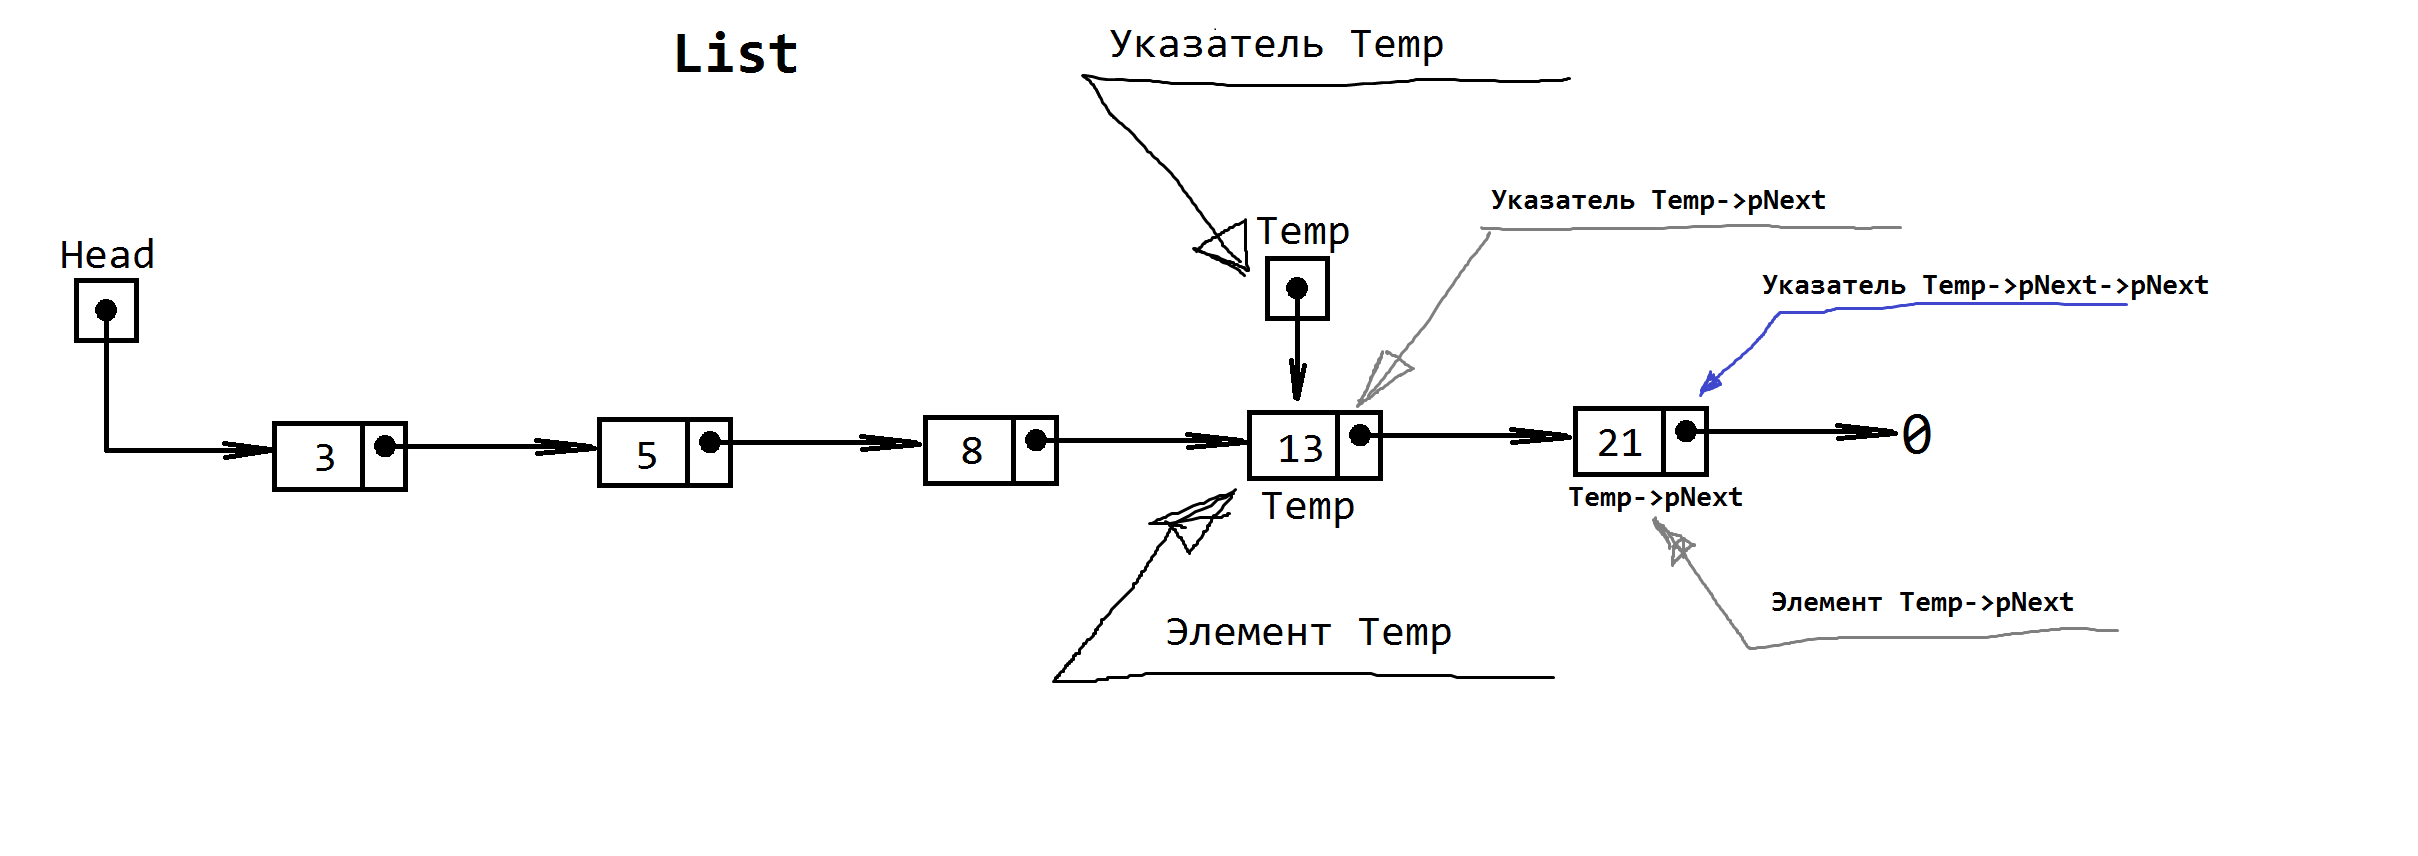 List
Указатель Temp
Указатель Temp->pNext
Temp
Head
Указатель Temp->pNext->pNext
3
5
8
13
21
0
Temp
Temp->pNext
Элемент Temp->pNext
Элемент Temp